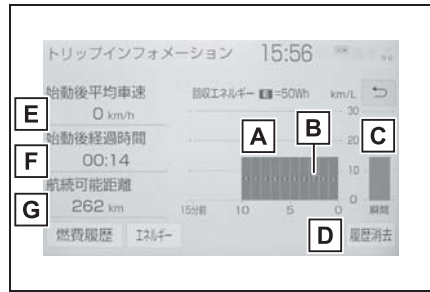 トリップインフォメーション 15:56
始動後平均車速
0 km/h
回収エネルギー =50Wh km/L
30
E
始動後経過時間
00:14
A B C
20
F
航続可能距離
262 km
10
G
0
15分前 10 5 0 瞬間
燃費履歴 エネルギー D 履歴消去